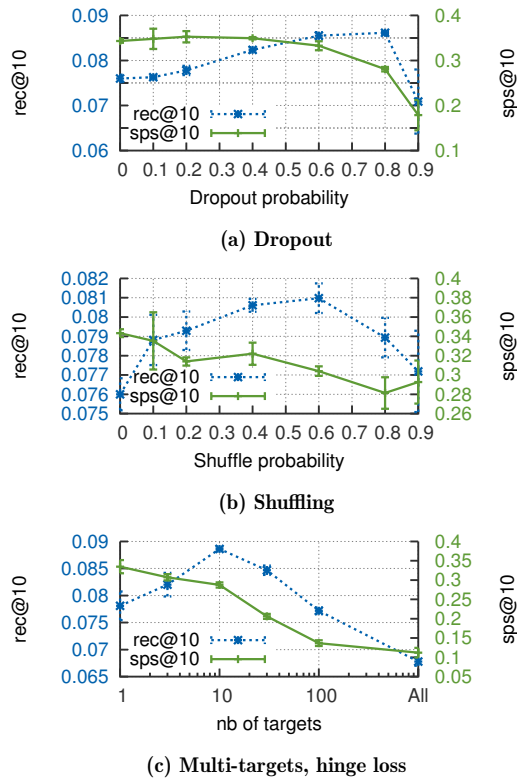 0.09 0.4
0.08 0.3
0.07 0.2
0.06 0.1
rec@10
sps@10
rec@10
sps@10
0 0.1 0.2 0.3 0.4 0.5 0.6 0.7 0.8 0.9
Dropout probability
(a) Dropout
0.082 0.4
0.081 0.38
0.08 0.36
0.079 0.34
0.078 0.32
0.077 0.3
0.076 0.28
0.075 0.26
rec@10
sps@10
rec@10
sps@10
0 0.1 0.2 0.3 0.4 0.5 0.6 0.7 0.8 0.9
Shuffle probability
(b) Shuffling
0.09 0.4
0.085 0.35
0.08 0.3
0.075 0.25
0.07 0.2
0.065 0.15
0.1
0.05
rec@10
sps@10
rec@10
sps@10
1 10 100 All
nb of targets
(c) Multi-targets, hinge loss